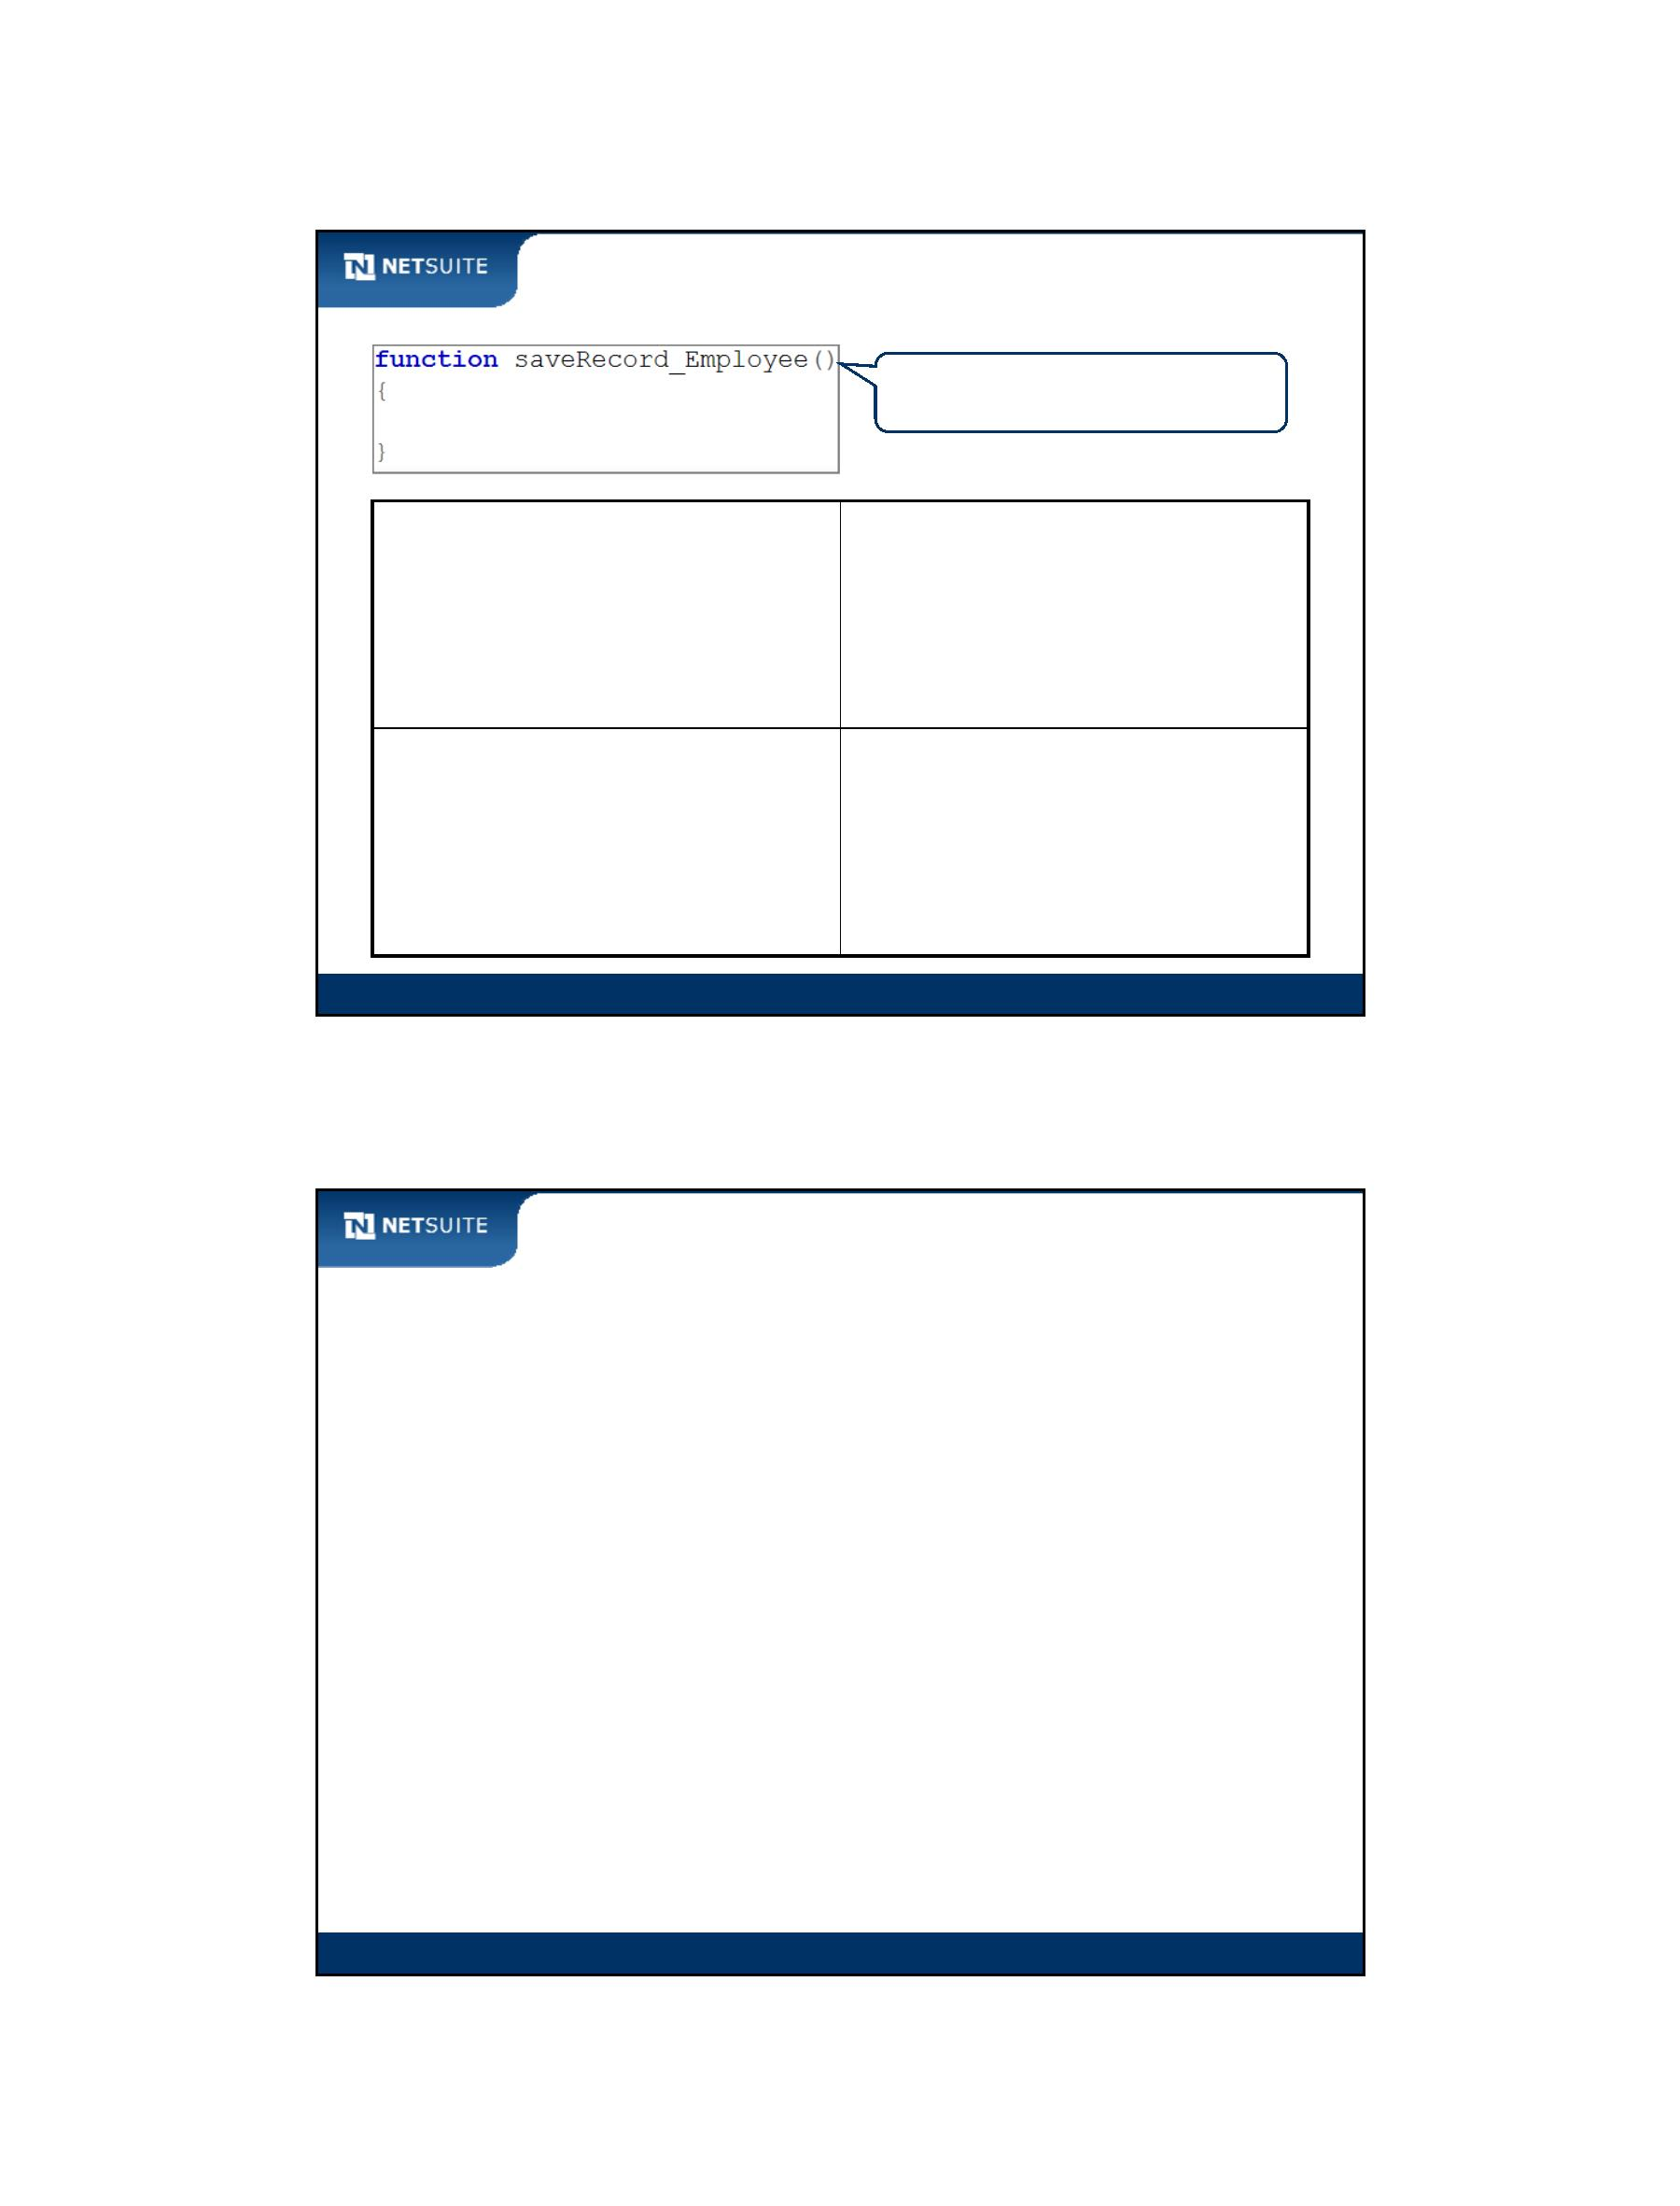 NETSUITE
function saveRecord_Employee()
{
}
NETSUITE